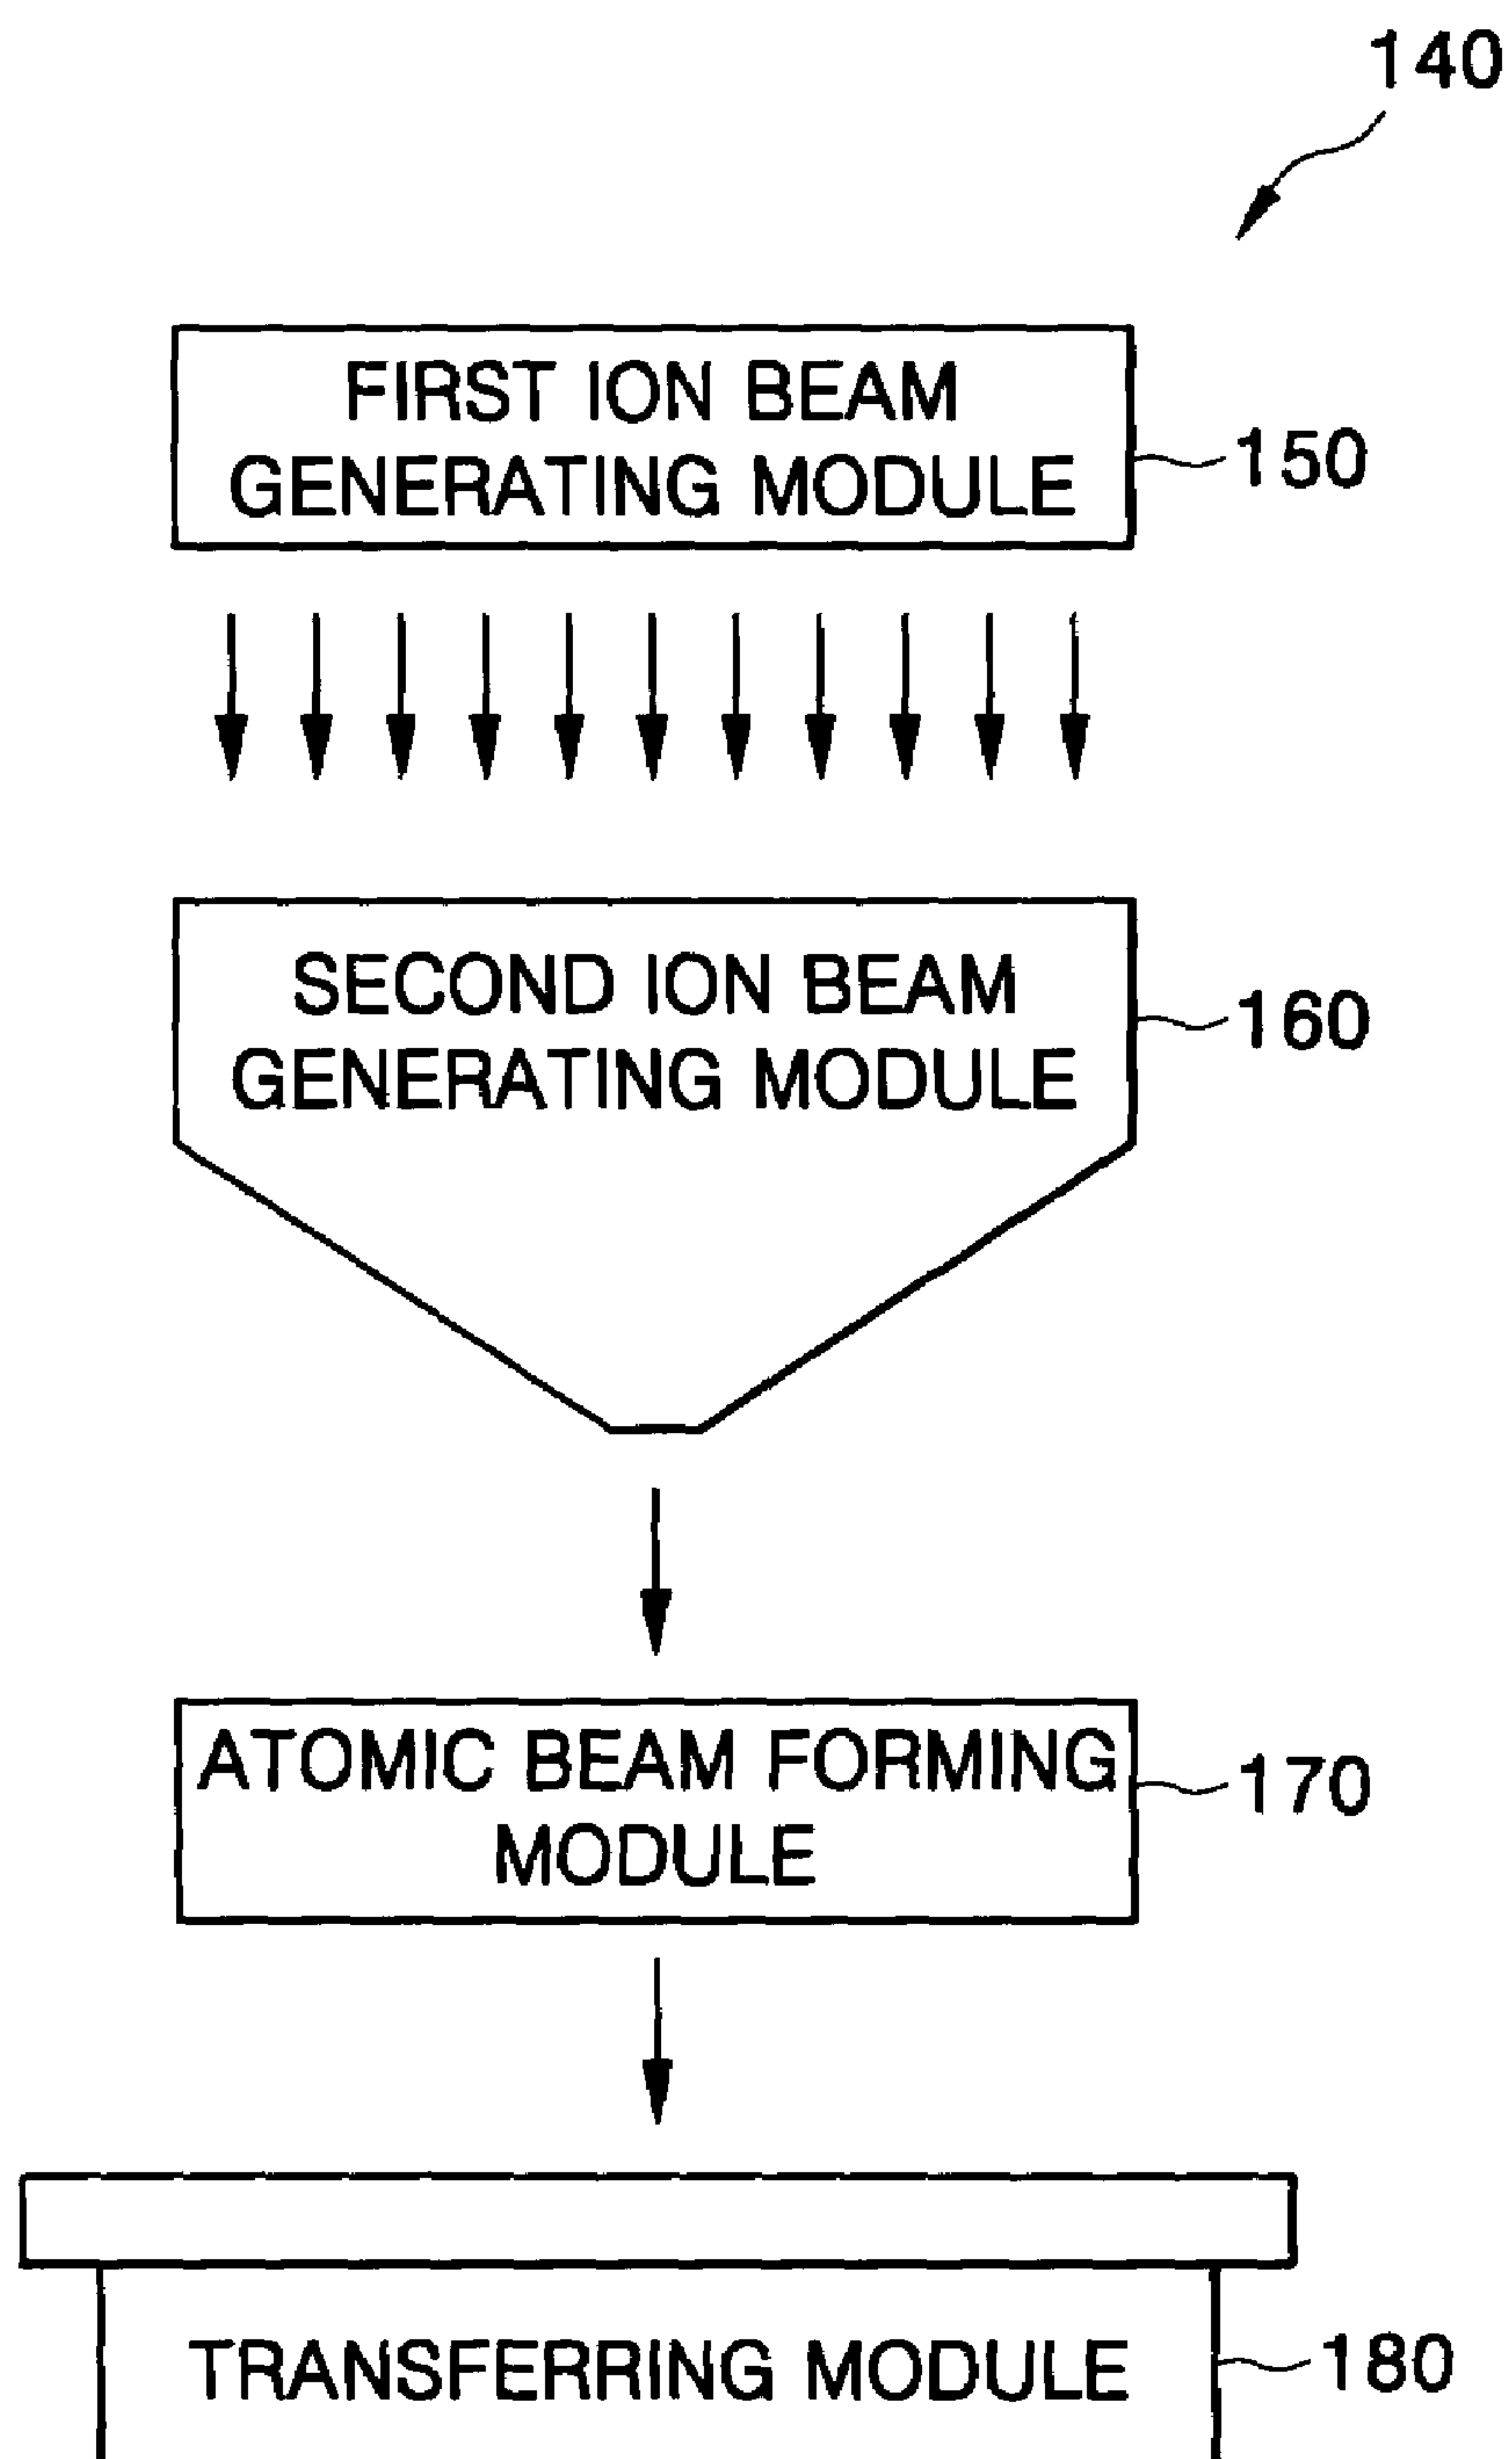 140
FIRST ION BEAM
GENERATING MODULE
150
SECOND ION BEAM
GENERATING MODULE
160
ATOMIC BEAM FORMING
MODULE
170
TRANSFERRING MODULE
180